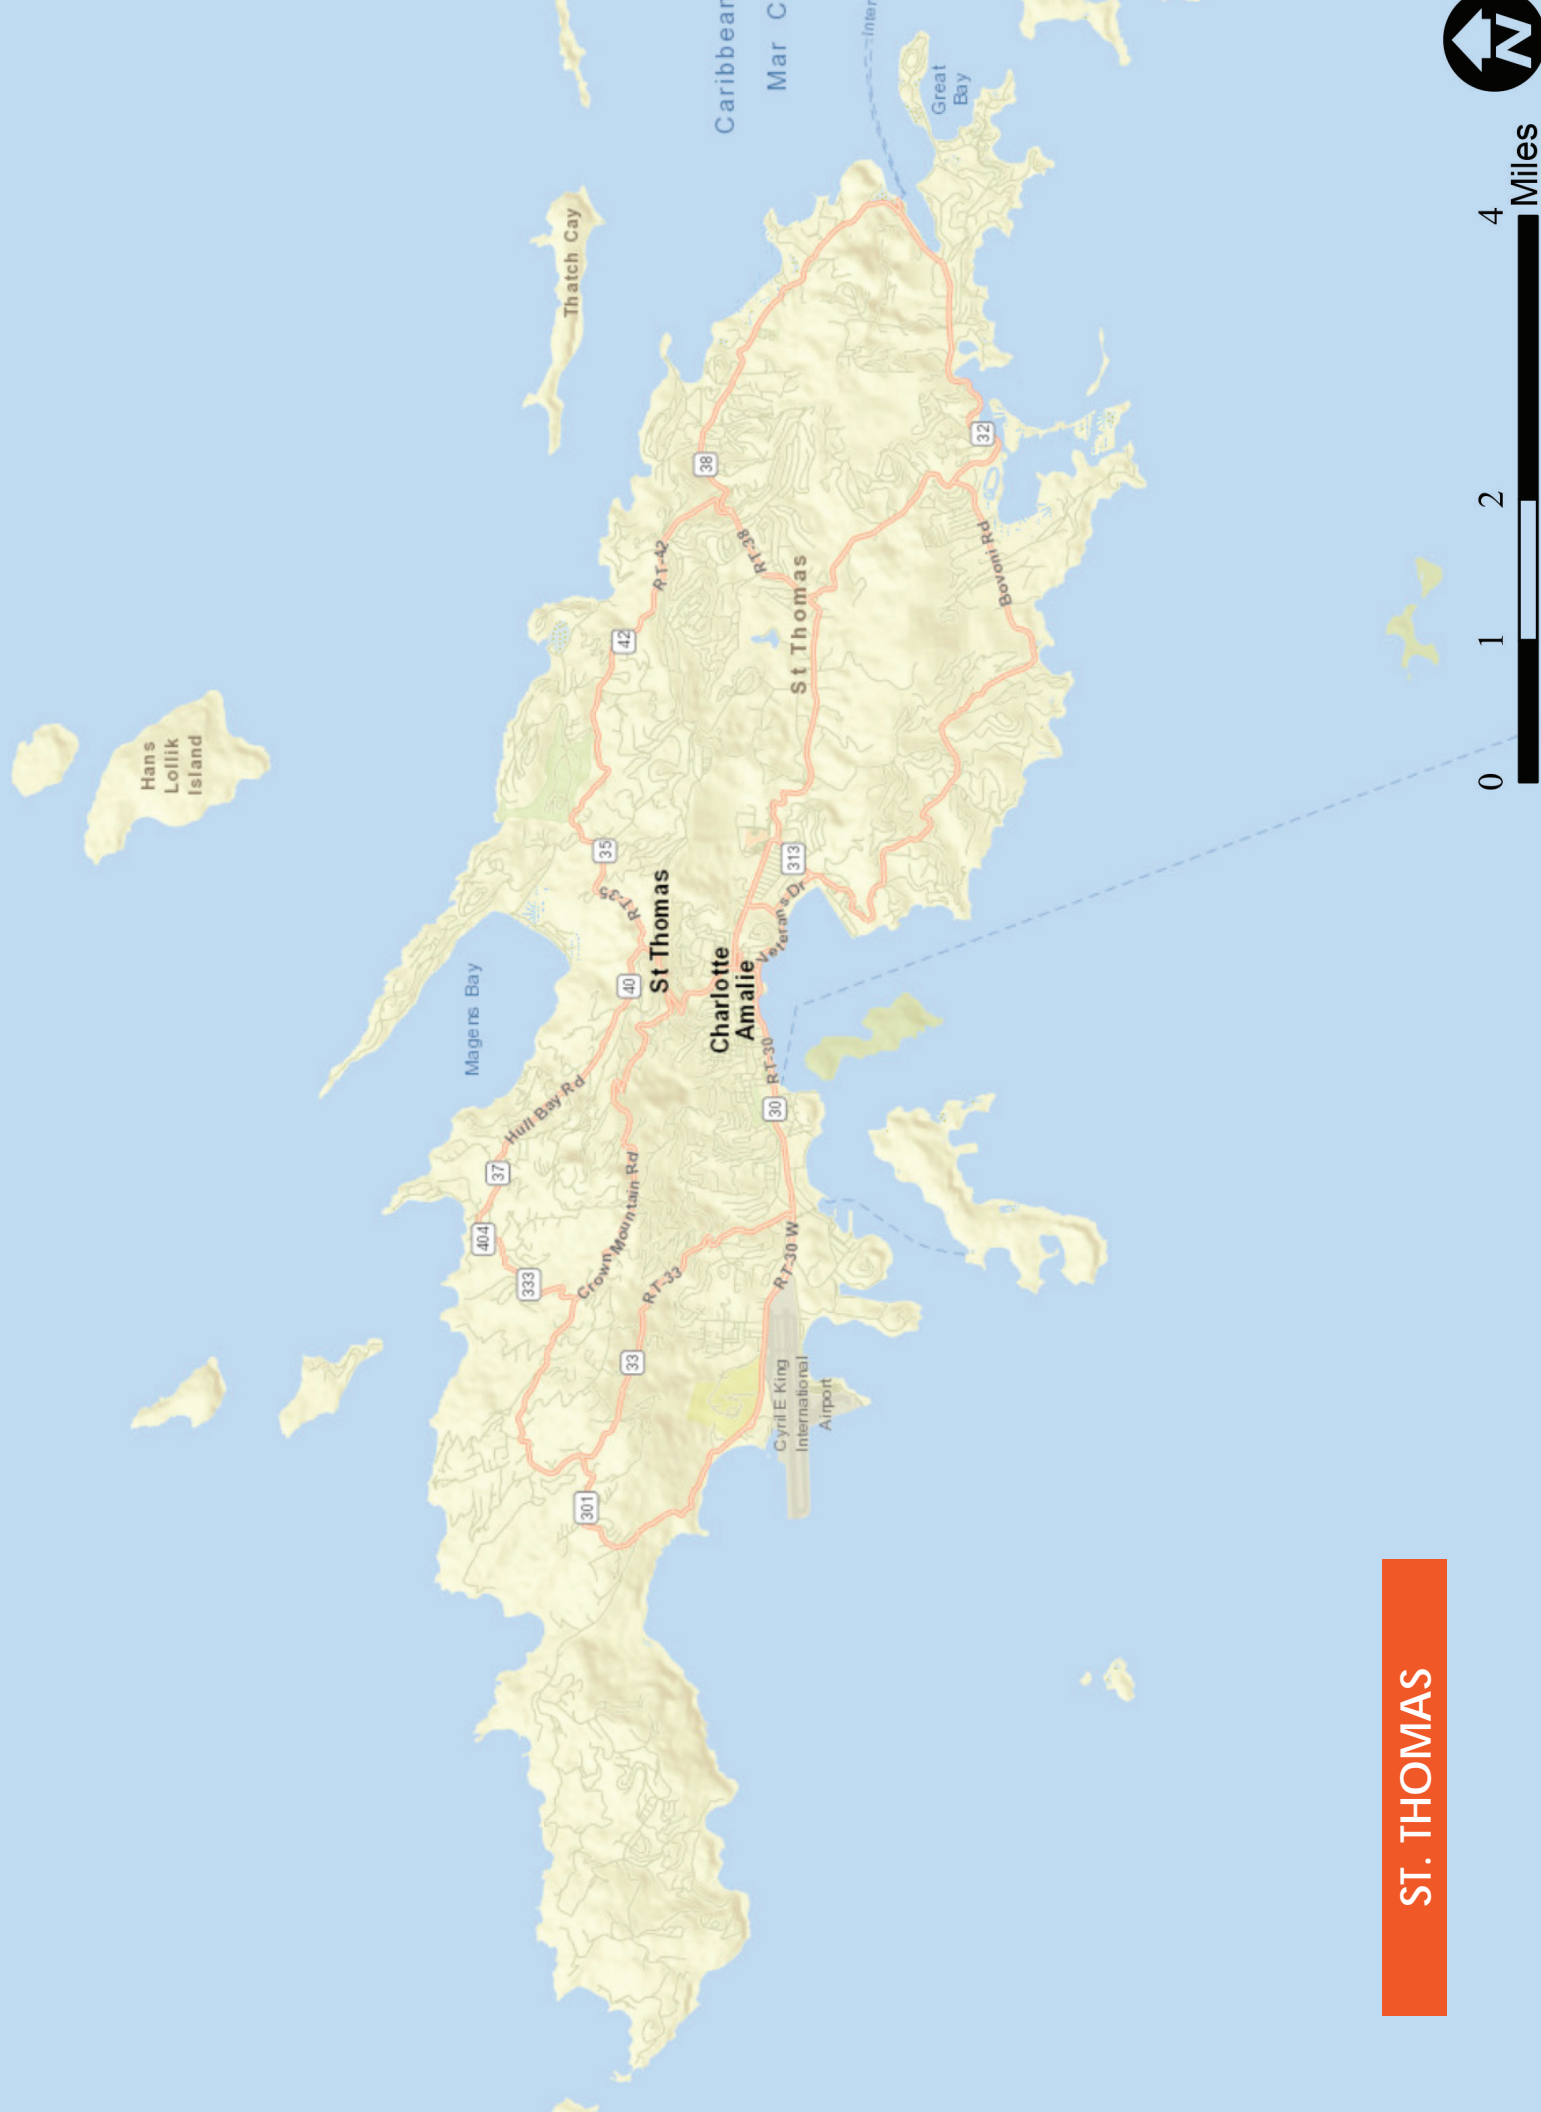 Hans
Lollik
Island
Thatch Cay
Caribbean
Mar C
Inter
Great
Bay
Magens Bay
404
37
Hull Bay Rd
333
40
35
RT-35
42
RT-42
38
RT-38
St Thomas
St Thomas
Crown Mountain Rd
RT-33
33
301
Charlotte
Amalie
Veterans Dr
313
RT-30
30
RT-30 W
Cyril E King
International
Airport
32
Bovoni Rd
ST. THOMAS
0 1 2 4
Miles
N